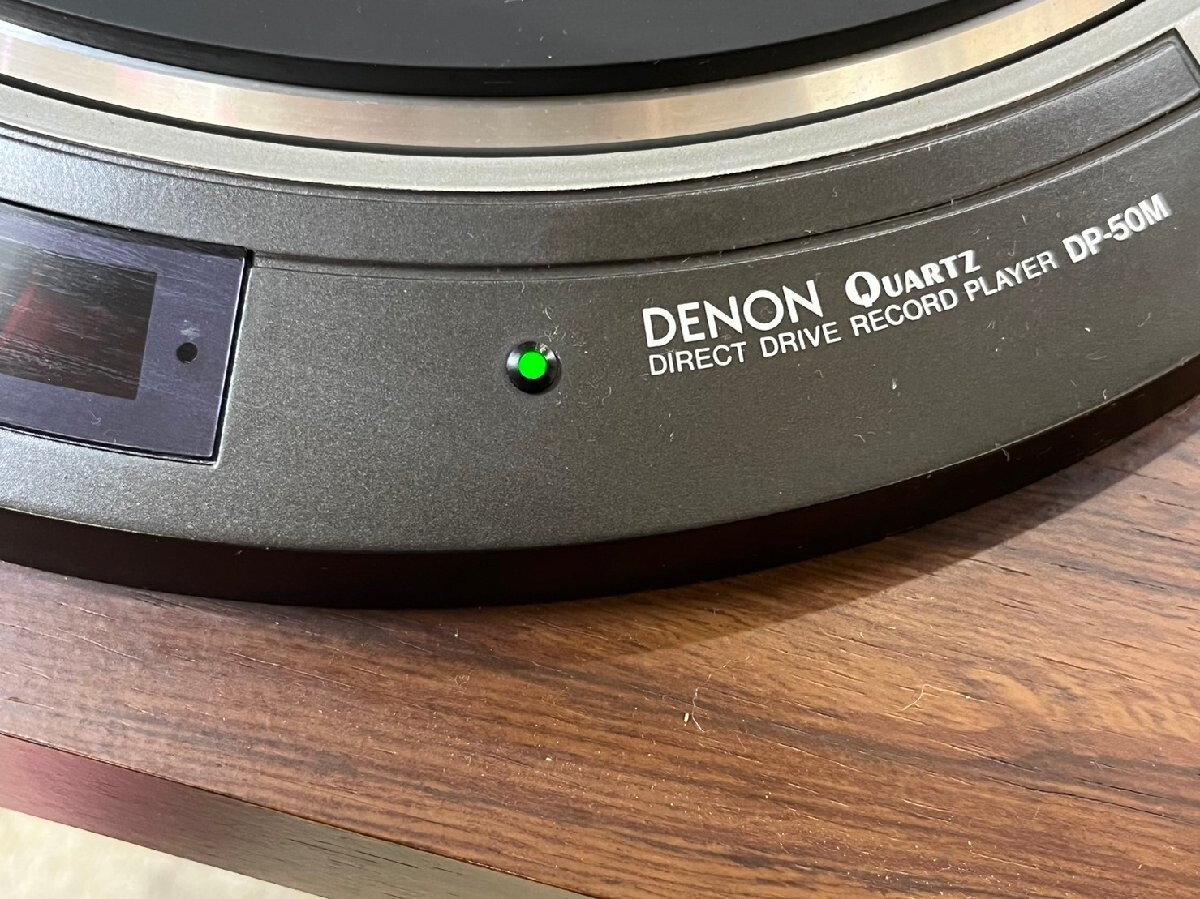 DENON QUARTZ
DIRECT DRIVE RECORD PLAYER DP-50M